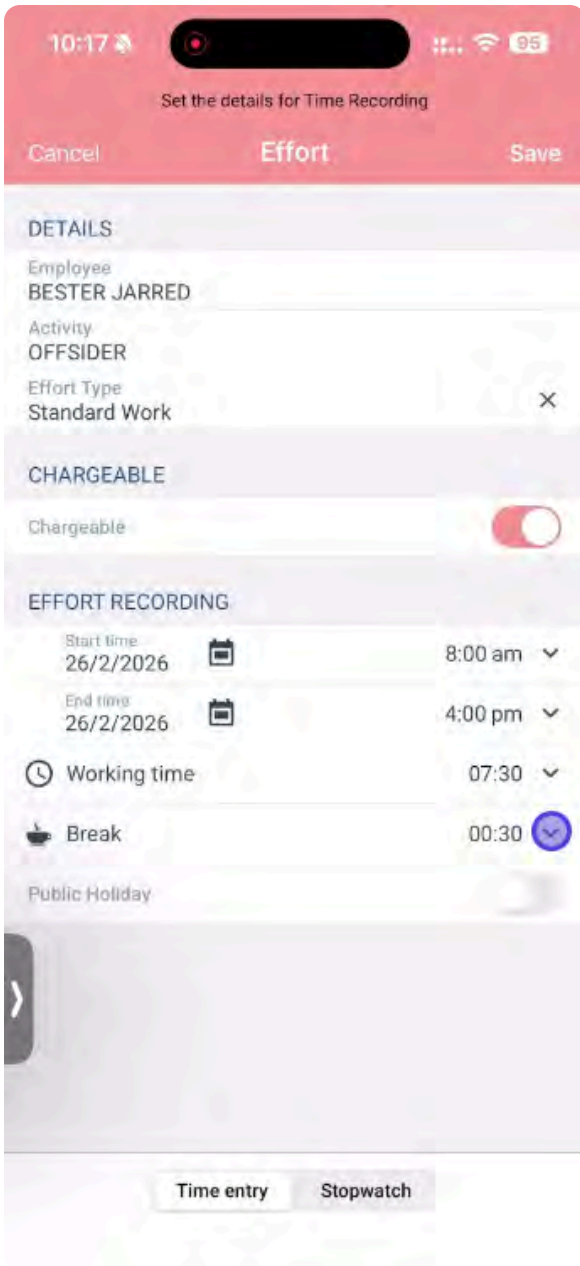 10:17
95
Set the details for Time Recording
Cancel Effort Save
DETAILS
Employee
BESTER JARRED
Activity
OFFSIDER
Effort Type
Standard Work
CHARGEABLE
Chargeable
EFFORT RECORDING
Start time
26/2/2026 8:00 am
End time
26/2/2026 4:00 pm
Working time 07:30
Break 00:30
Public Holiday
Time entry Stopwatch